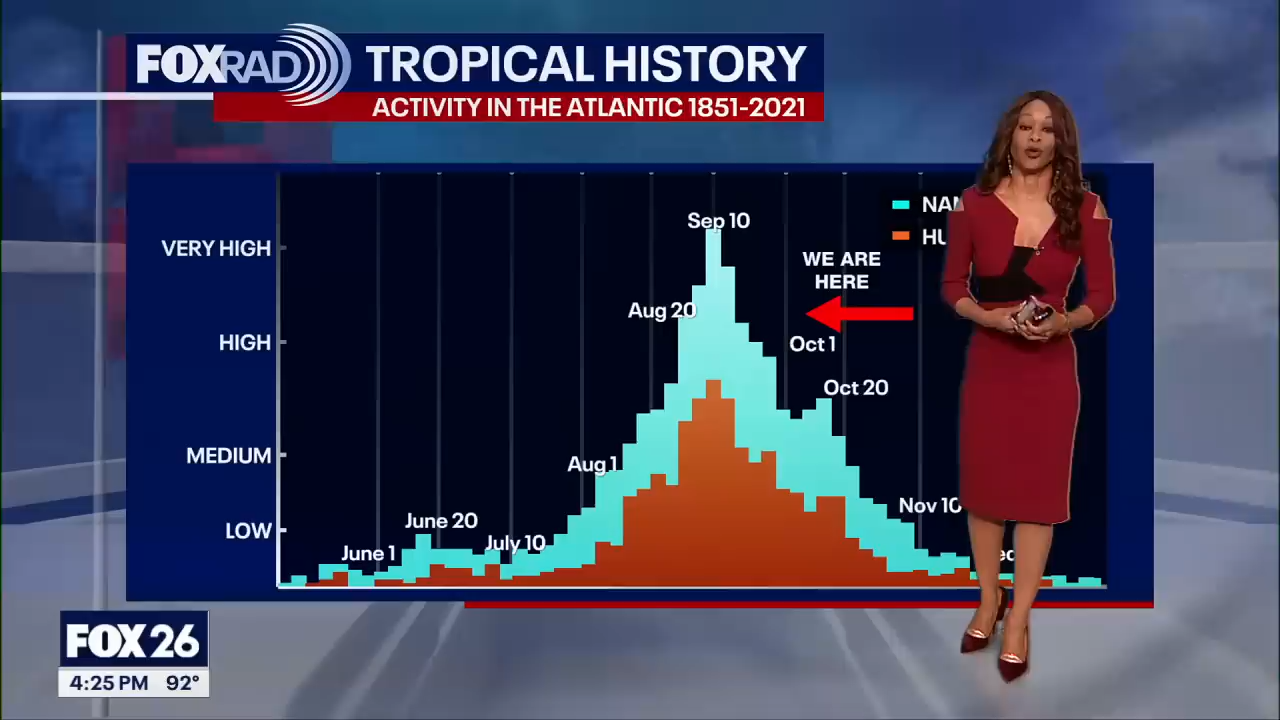 FOXRAD TROPICAL HISTORY
ACTIVITY IN THE ATLANTIC 1851-2021
Sep 10
VERY HIGH
WE ARE
HERE
Aug 20
HIGH
Oct 1
Oct 20
MEDIUM
Aug 1
Nov 10
June 20
LOW
July 10
June 1
FOX 26
4:25 PM 92°